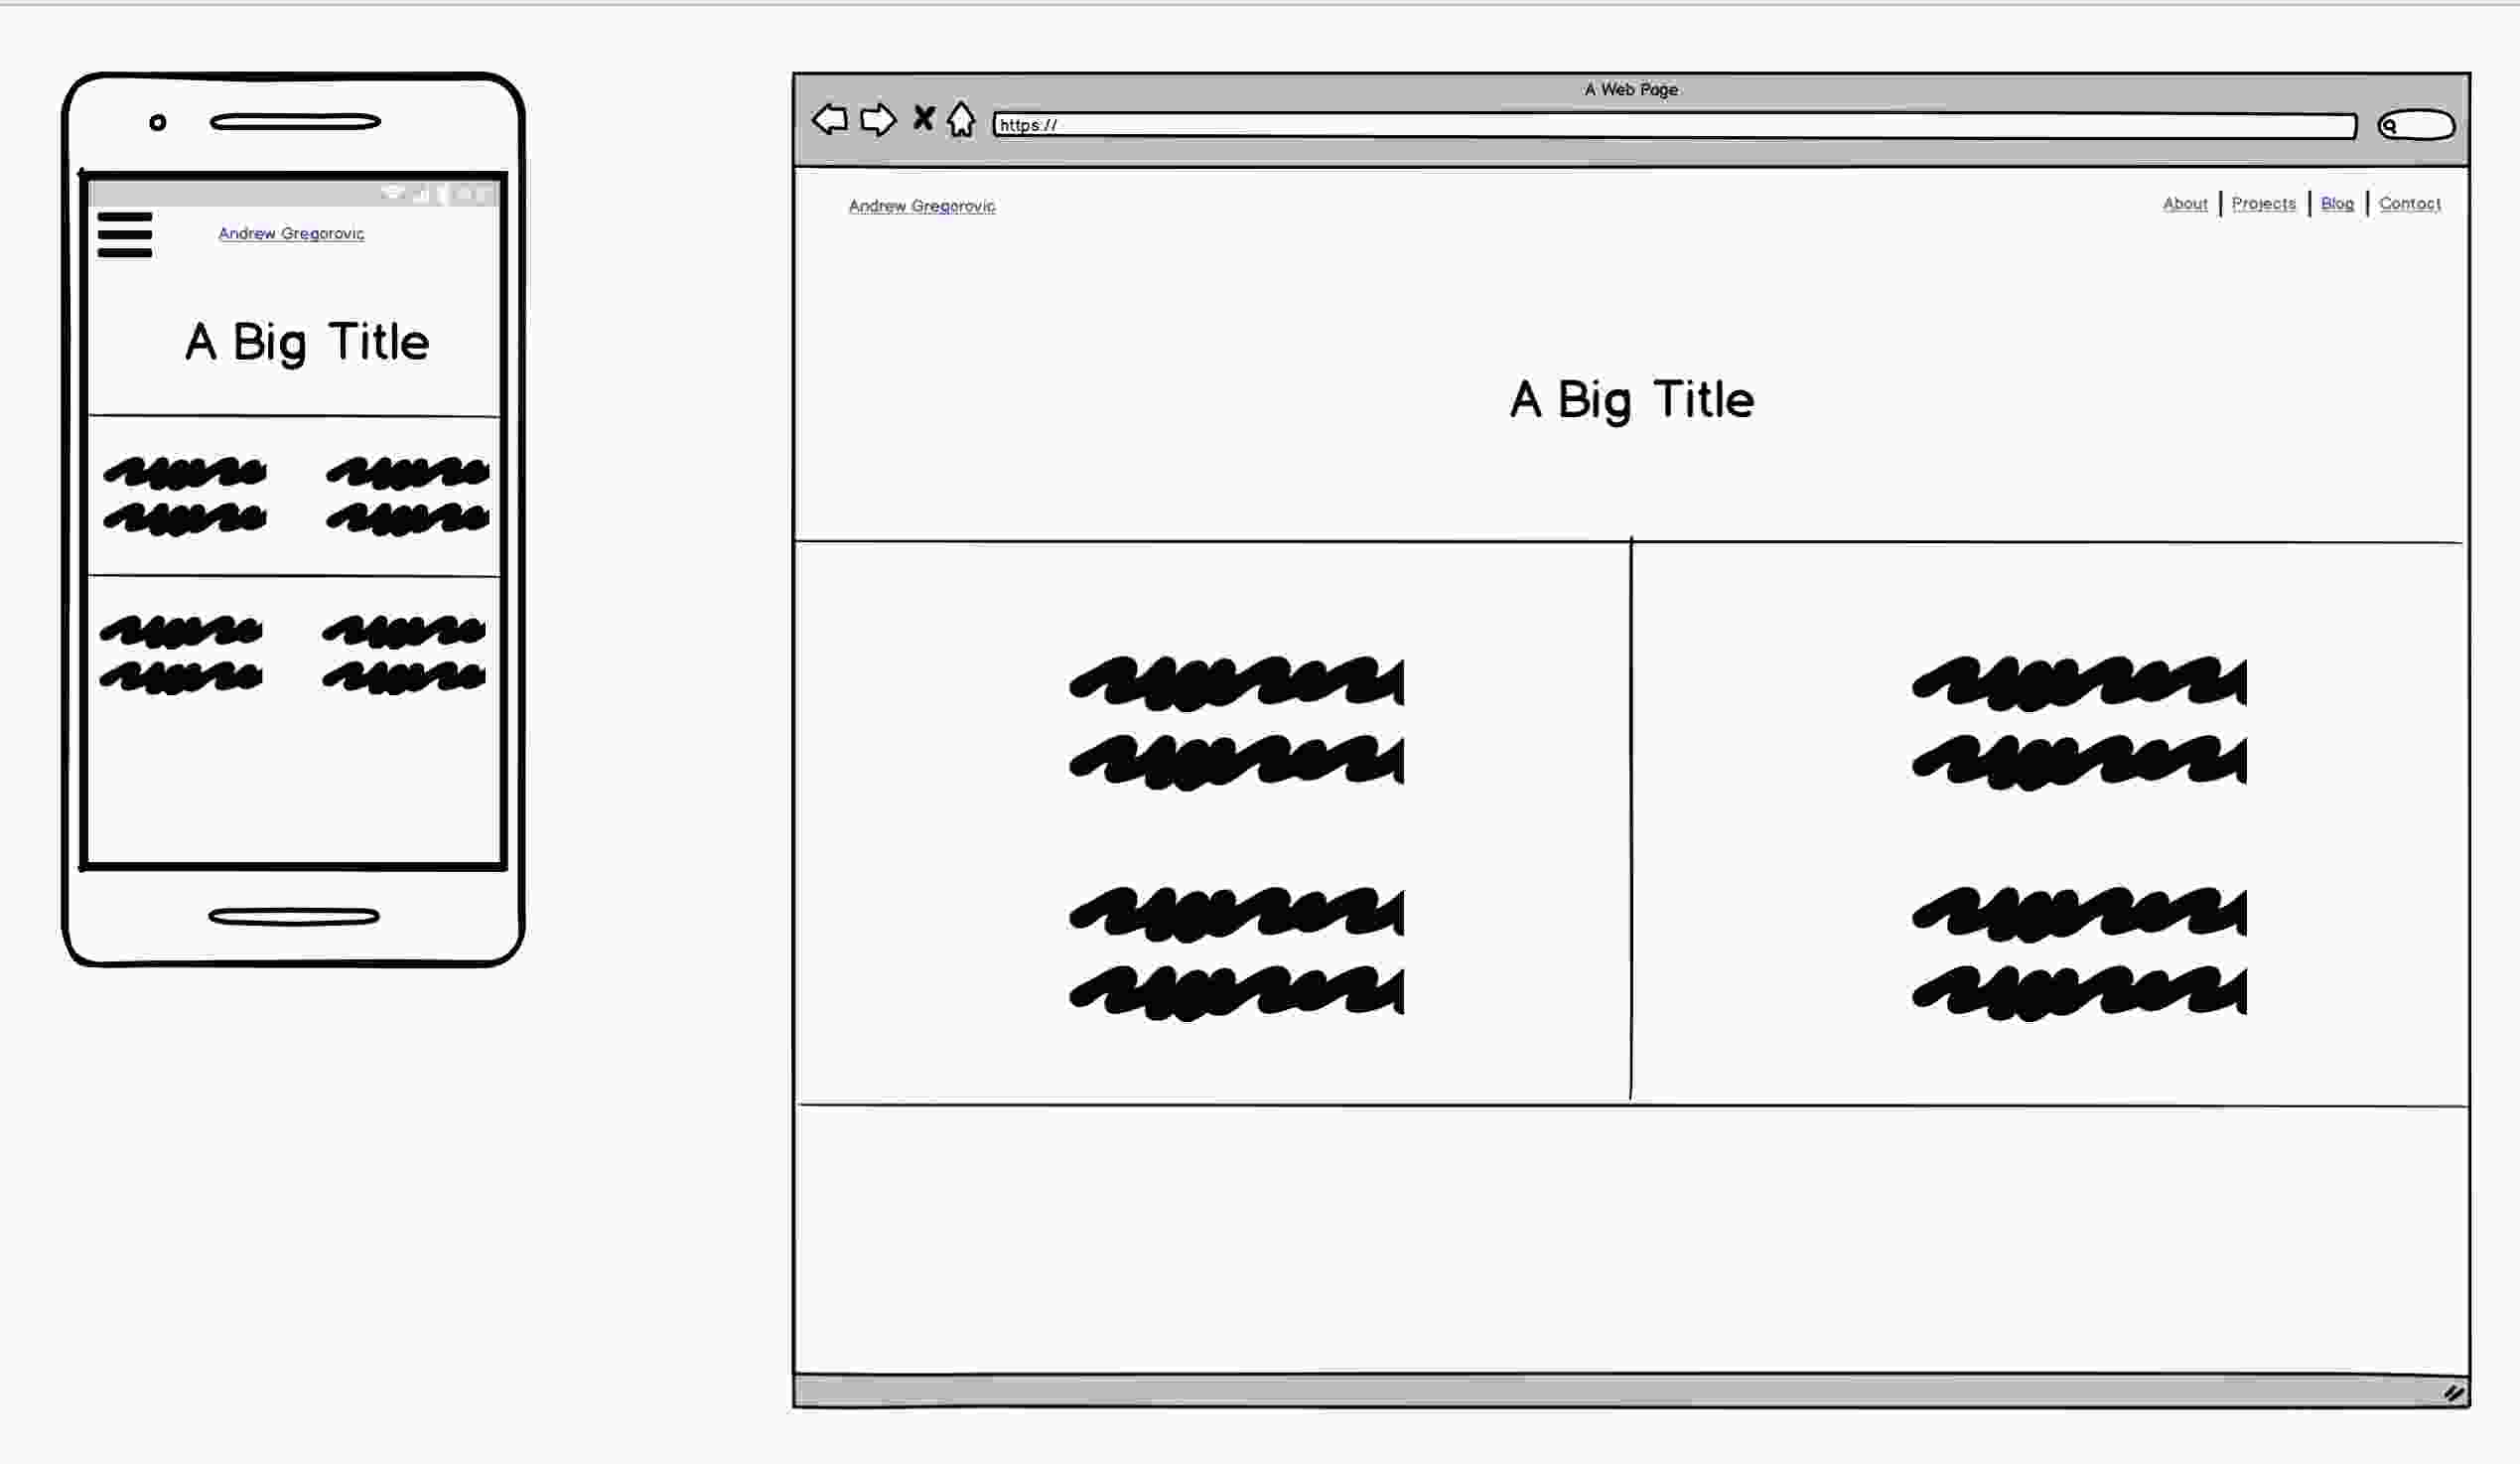 Andrew Gregorovic
A Big Title
A Web Page
https://
Andrew Gregorovic
About | Projects | Blog | Contact
A Big Title